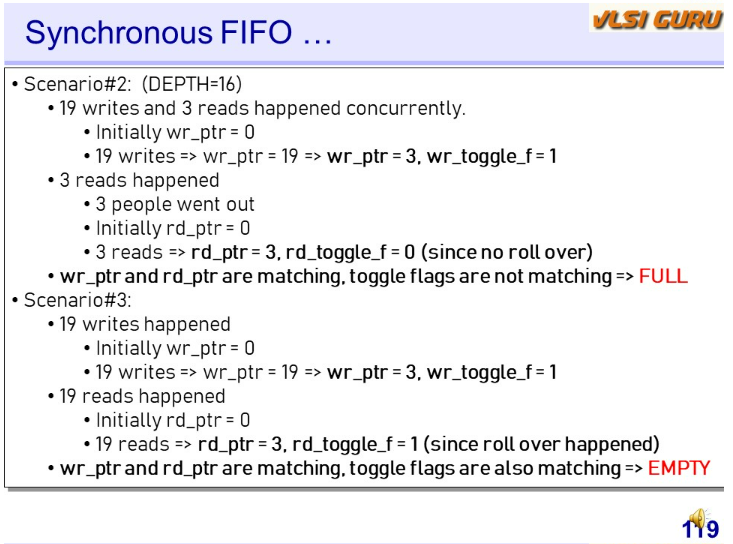 Synchronous FIFO ...
VLSI GURU
• Scenario#2: (DEPTH=16)
• 19 writes and 3 reads happened concurrently.
• Initially wr_ptr = 0
• 19 writes => wr_ptr = 19 => wr_ptr = 3, wr_toggle_f = 1
• 3 reads happened
• 3 people went out
• Initially rd_ptr = 0
• 3 reads => rd_ptr = 3, rd_toggle_f = 0 (since no roll over)
• wr_ptr and rd_ptr are matching, toggle flags are not matching => FULL
• Scenario#3:
• 19 writes happened
• Initially wr_ptr = 0
• 19 writes => wr_ptr = 19 => wr_ptr = 3, wr_toggle_f = 1
• 19 reads happened
• Initially rd_ptr = 0
• 19 reads => rd_ptr = 3, rd_toggle_f = 1 (since roll over happened)
• wr_ptr and rd_ptr are matching, toggle flags are also matching => EMPTY
119